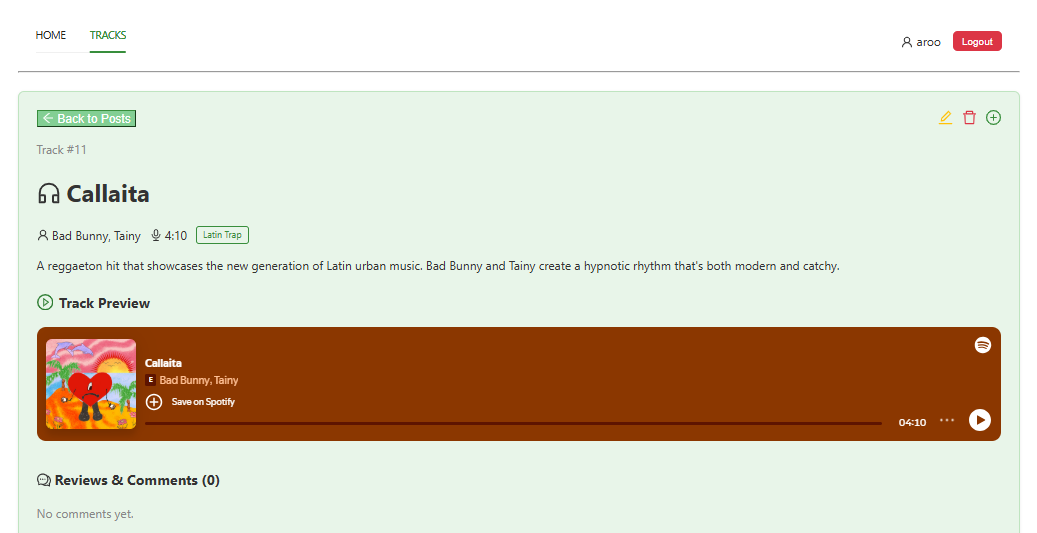 HOME TRACKS aroo Logout
Back to Posts
Track #11
Callaita
Bad Bunny, Tainy 4:10 Latin Trap
A reggaeton hit that showcases the new generation of Latin urban music. Bad Bunny and Tainy create a hypnotic rhythm that's both modern and catchy.
Track Preview
Callaita
E Bad Bunny, Tainy
Save on Spotify
04:10
Reviews & Comments (0)
No comments yet.